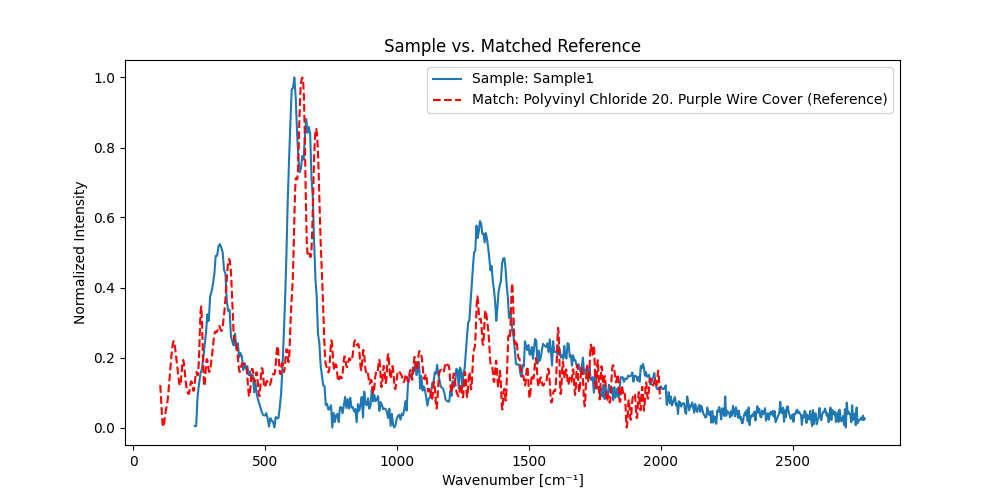 Sample vs. Matched Reference
Sample: Sample1
Match: Polyvinyl Chloride 20. Purple Wire Cover (Reference)
Normalized Intensity
1.0
0.8
0.6
0.4
0.2
0.0
0 500 1000 1500 2000 2500
Wavenumber [cm⁻¹]